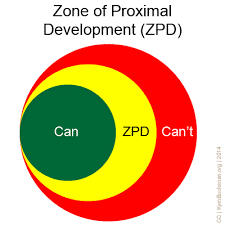 Zone of Proximal
Development (ZPD)
Can
ZPD
Can't